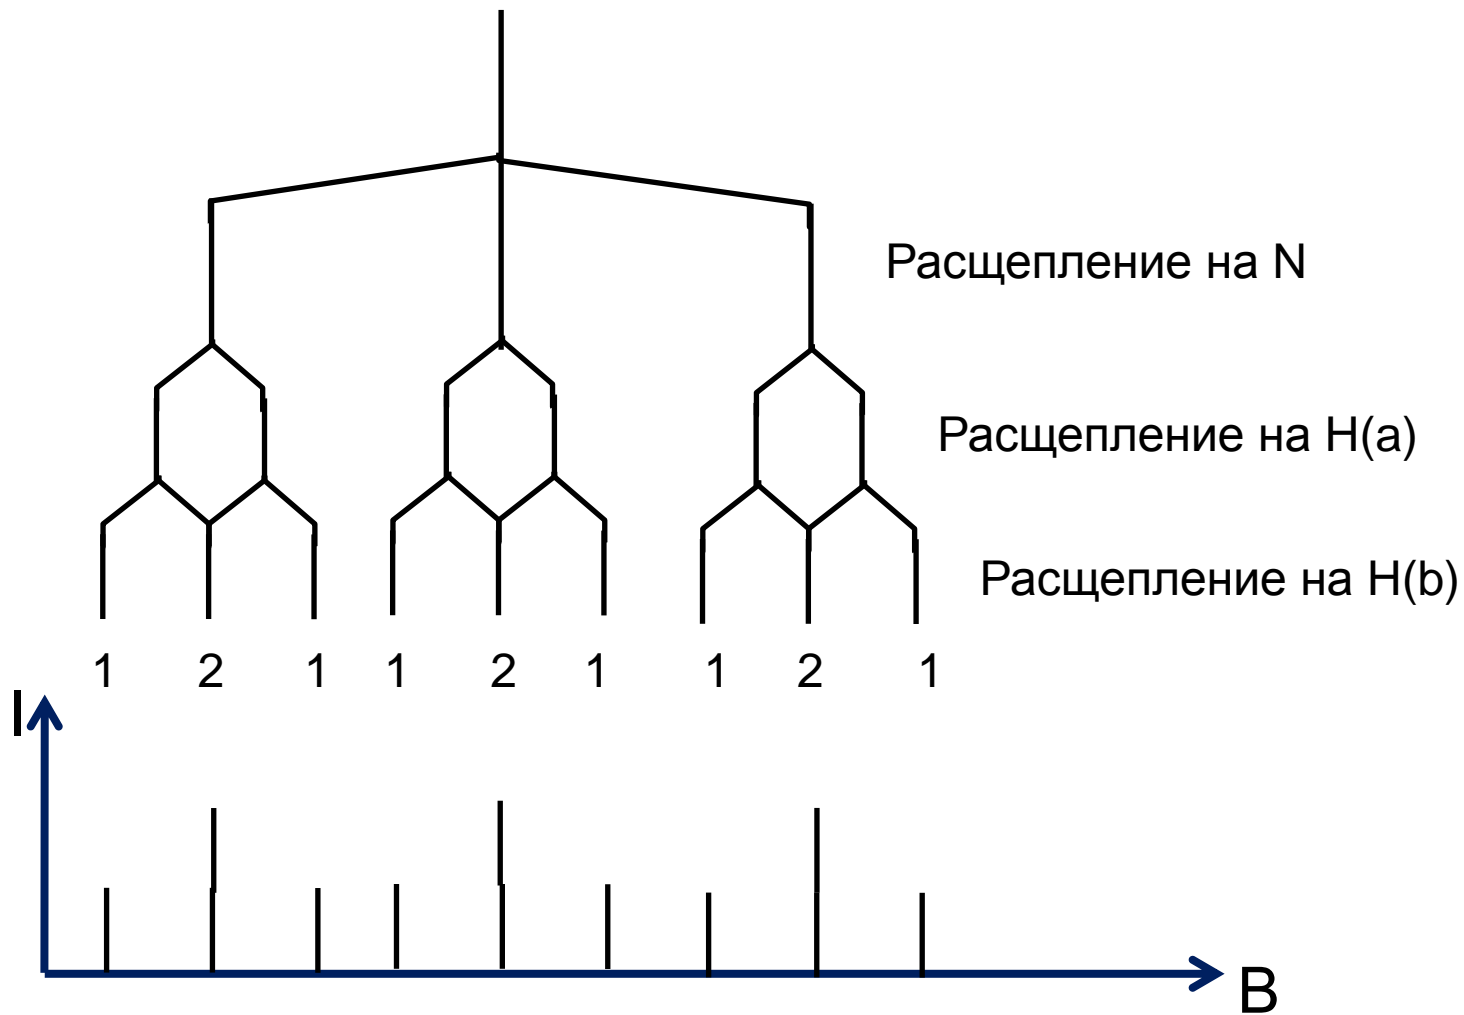 Расщепление на N
Расщепление на H(a)
Расщепление на H(b)
1 2 1 1 2 1 1 2 1
I
B